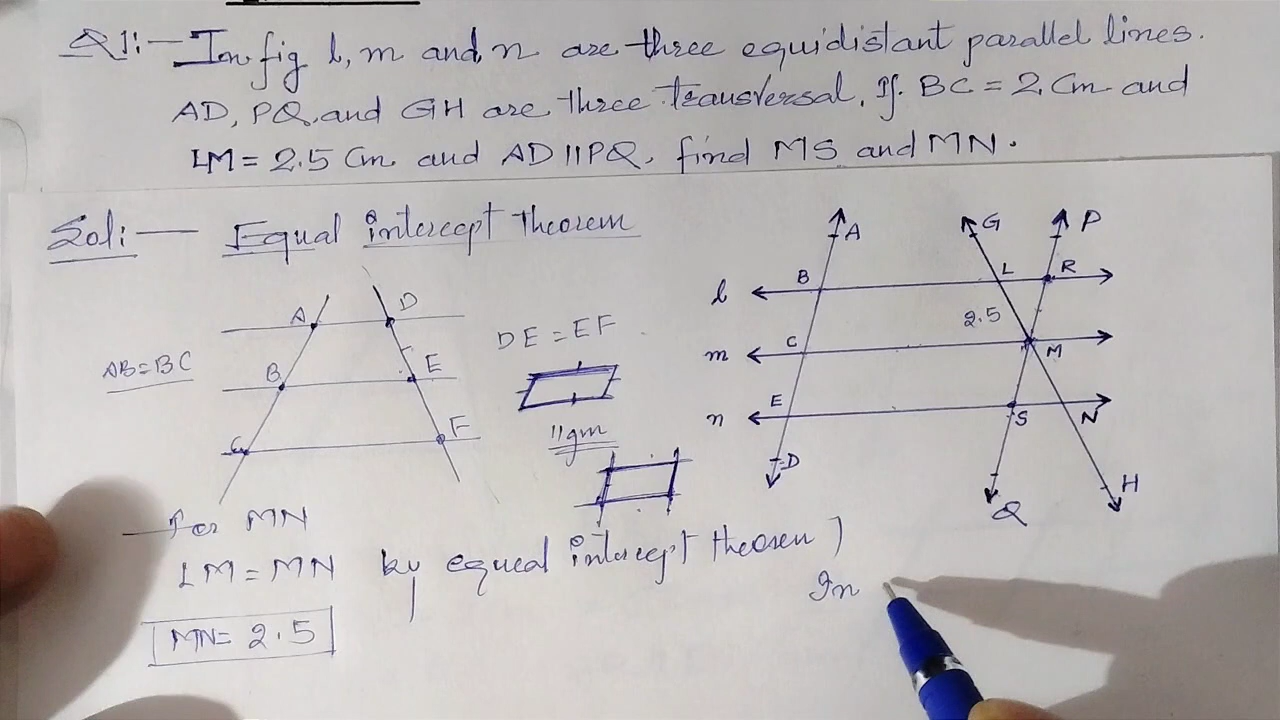 Q1:- In fig l, m and n are three equidistant parallel lines.
AD, PQ, and GH are three transversal. If BC = 2 Cm and
LM = 2.5 Cm and AD || PQ, find MS and MN.
Sol:- Equal intercept Theorem
A D
AB=BC
B E
C F
DE = EF
||gm
A G P
l B L R
2.5
m C M
n E S N
D Q H
for MN
LM = MN by equal intercept theorem )
MN= 2.5
In